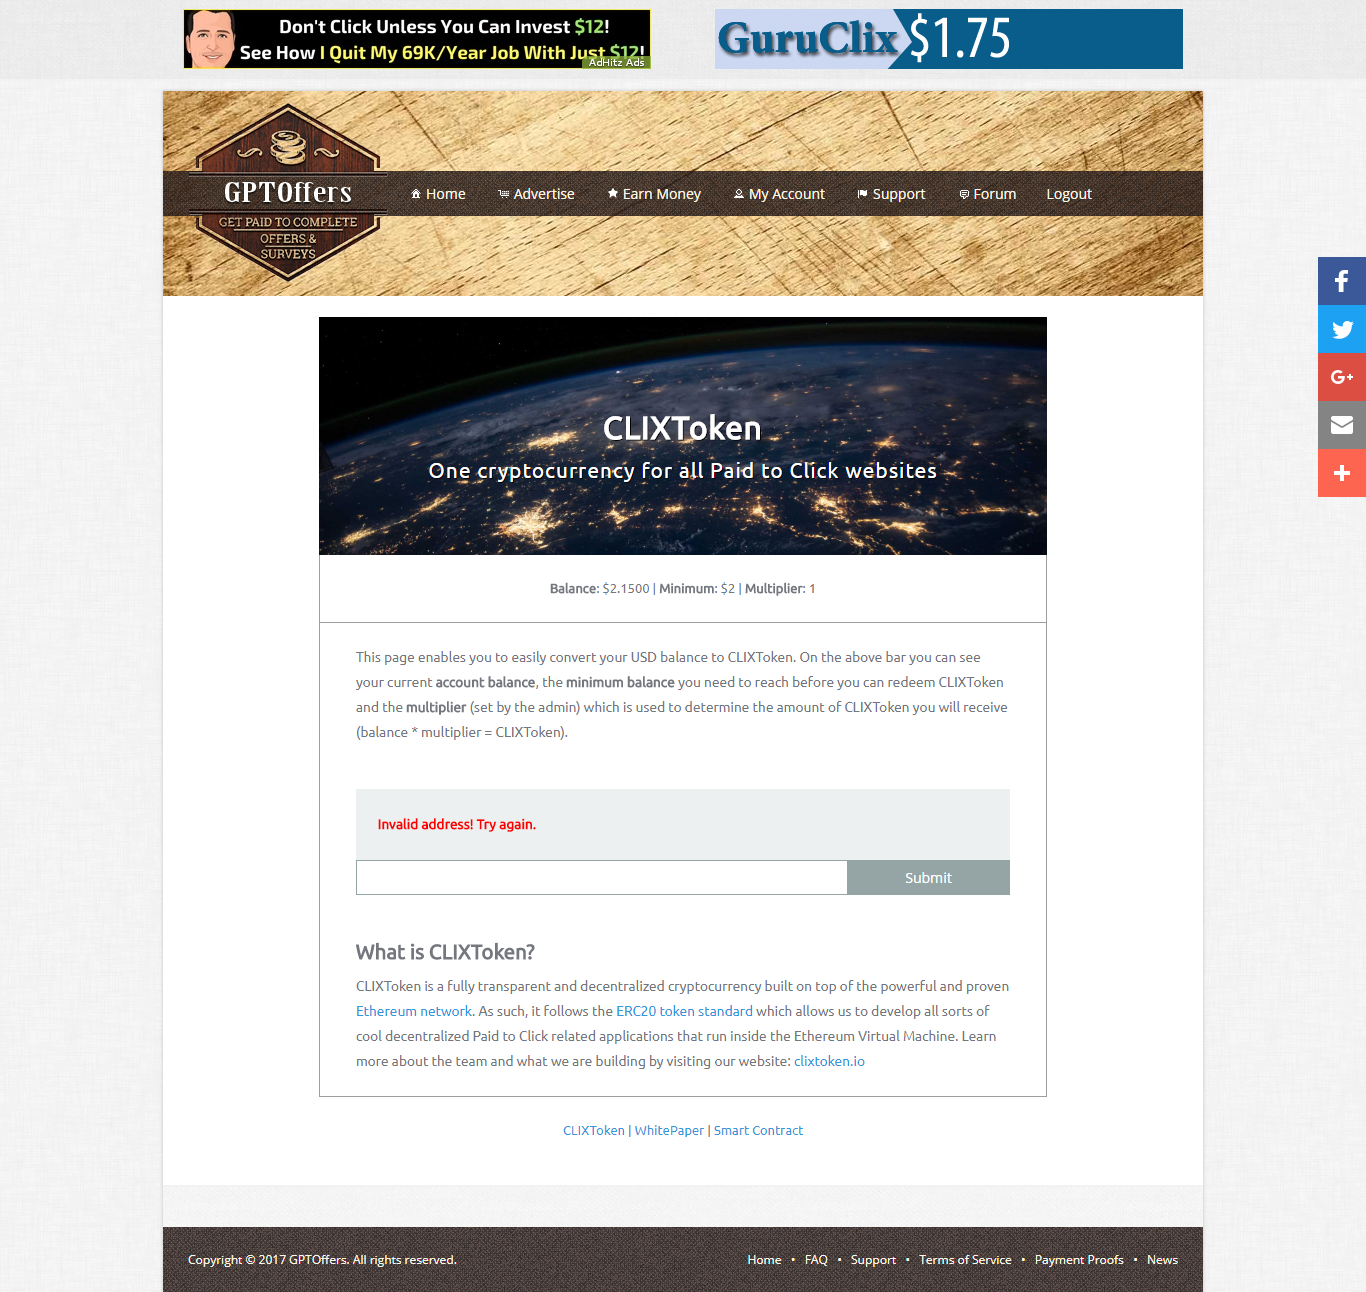 Don't Click Unless You Can Invest $12!
See How I Quit My 69K/Year Job With Just $12!
AdHitz Ads
GuruClix $1.75
GPTOffers
GET PAID TO COMPLETE
OFFERS &
SURVEYS
Home Advertise Earn Money My Account Support Forum Logout
CLIXToken
One cryptocurrency for all Paid to Click websites
Balance: $2.1500 | Minimum: $2 | Multiplier: 1
This page enables you to easily convert your USD balance to CLIXToken. On the above bar you can see
your current account balance, the minimum balance you need to reach before you can redeem CLIXToken
and the multiplier (set by the admin) which is used to determine the amount of CLIXToken you will receive
(balance * multiplier = CLIXToken).
Invalid address! Try again.
Submit
What is CLIXToken?
CLIXToken is a fully transparent and decentralized cryptocurrency built on top of the powerful and proven
Ethereum network. As such, it follows the ERC20 token standard which allows us to develop all sorts of
cool decentralized Paid to Click related applications that run inside the Ethereum Virtual Machine. Learn
more about the team and what we are building by visiting our website: clixtoken.io
CLIXToken | WhitePaper | Smart Contract
Copyright © 2017 GPTOffers. All rights reserved.
Home • FAQ • Support • Terms of Service • Payment Proofs • News